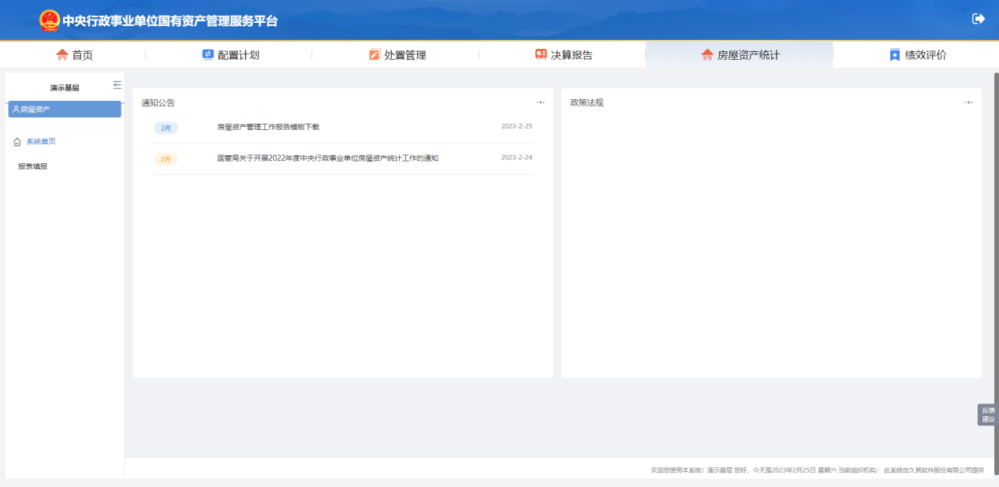 中央行政事业单位国有资产管理服务平台
首页 配置计划 处置管理 决算报告 房屋资产统计 绩效评价
演示基层
房屋资产
系统首页
报表填报
通知公告
2月 房屋资产管理工作报告模板下载 2023-2-25
2月 国管局关于开展2022年度中央行政事业单位房屋资产统计工作的通知 2023-2-24
政策法规
反馈
建议
欢迎您使用本系统！演示基层 您好，今天是2023年2月25日 星期六 当前组织机构： 此系统由久其软件股份有限公司提供